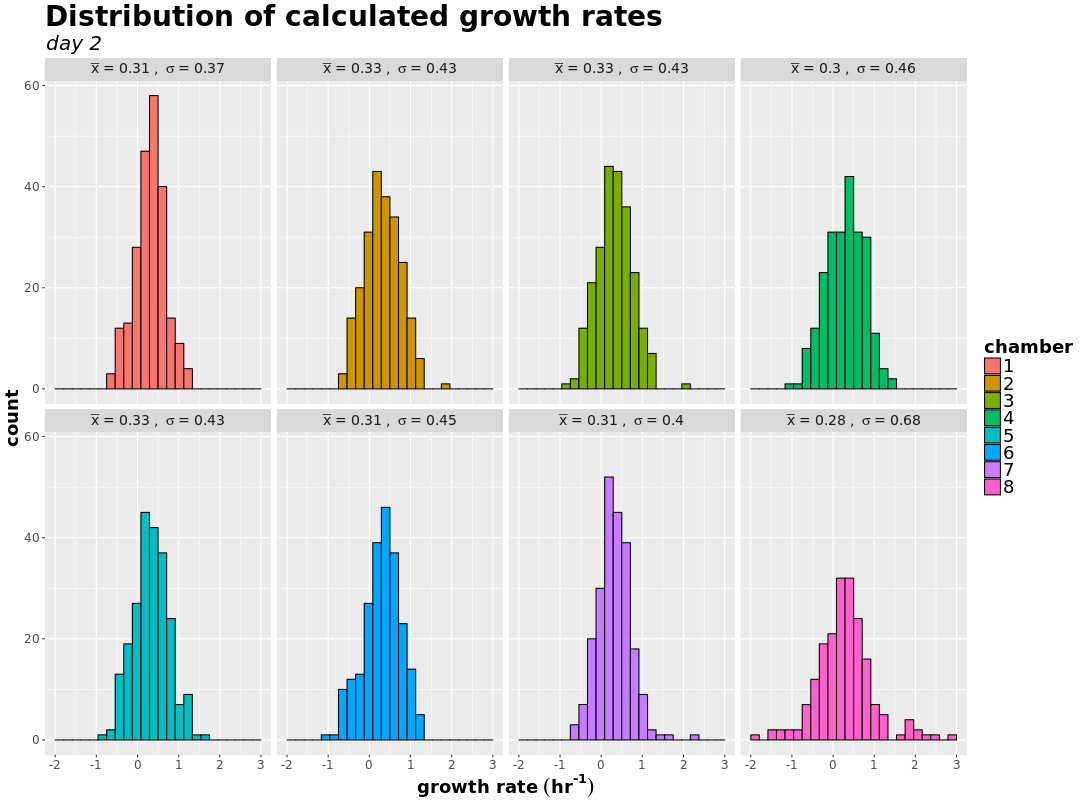 Distribution of calculated growth rates
day 2
x̅ = 0.31 , σ = 0.37
x̅ = 0.33 , σ = 0.43
x̅ = 0.33 , σ = 0.43
x̅ = 0.3 , σ = 0.46
60
40
20
0
x̅ = 0.33 , σ = 0.43
x̅ = 0.31 , σ = 0.45
x̅ = 0.31 , σ = 0.4
x̅ = 0.28 , σ = 0.68
60
40
20
0
-2 -1 0 1 2 3
-2 -1 0 1 2 3
-2 -1 0 1 2 3
-2 -1 0 1 2 3
count
growth rate (hr⁻¹)
chamber
1
2
3
4
5
6
7
8